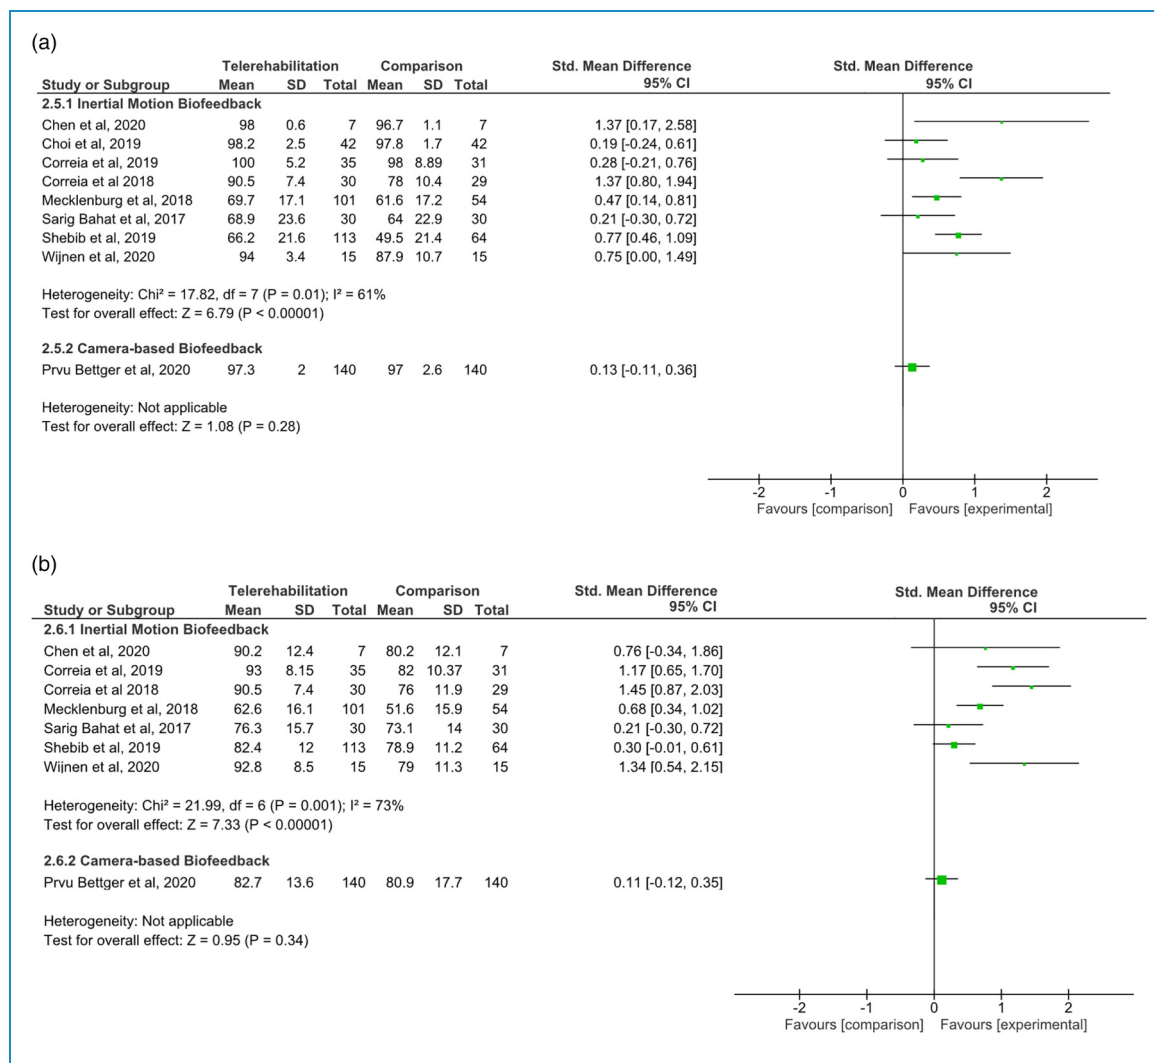 (a)
Telerehabilitation Comparison Std. Mean Difference Std. Mean Difference
Study or Subgroup Mean SD Total Mean SD Total 95% CI 95% CI
2.5.1 Inertial Motion Biofeedback
Chen et al, 2020 98 0.6 7 96.7 1.1 7 1.37 [0.17, 2.58]
Choi et al, 2019 98.2 2.5 42 97.8 1.7 42 0.19 [-0.24, 0.61]
Correia et al, 2019 100 5.2 35 98 8.89 31 0.28 [-0.21, 0.76]
Correia et al 2018 90.5 7.4 30 78 10.4 29 1.37 [0.80, 1.94]
Mecklenburg et al, 2018 69.7 17.1 101 61.6 17.2 54 0.47 [0.14, 0.81]
Sarig Bahat et al, 2017 68.9 23.6 30 64 22.9 30 0.21 [-0.30, 0.72]
Shebib et al, 2019 66.2 21.6 113 49.5 21.4 64 0.77 [0.46, 1.09]
Wijnen et al, 2020 94 3.4 15 87.9 10.7 15 0.75 [0.00, 1.49]
Heterogeneity: Chi² = 17.82, df = 7 (P = 0.01); I² = 61%
Test for overall effect: Z = 6.79 (P < 0.00001)
2.5.2 Camera-based Biofeedback
Prvu Bettger et al, 2020 97.3 2 140 97 2.6 140 0.13 [-0.11, 0.36]
Heterogeneity: Not applicable
Test for overall effect: Z = 1.08 (P = 0.28)
-2 -1 0 1 2
Favours [comparison] Favours [experimental]
(b)
Telerehabilitation Comparison Std. Mean Difference Std. Mean Difference
Study or Subgroup Mean SD Total Mean SD Total 95% CI 95% CI
2.6.1 Inertial Motion Biofeedback
Chen et al, 2020 90.2 12.4 7 80.2 12.1 7 0.76 [-0.34, 1.86]
Correia et al, 2019 93 8.15 35 82 10.37 31 1.17 [0.65, 1.70]
Correia et al 2018 90.5 7.4 30 76 11.9 29 1.45 [0.87, 2.03]
Mecklenburg et al, 2018 62.6 16.1 101 51.6 15.9 54 0.68 [0.34, 1.02]
Sarig Bahat et al, 2017 76.3 15.7 30 73.1 14 30 0.21 [-0.30, 0.72]
Shebib et al, 2019 82.4 12 113 78.9 11.2 64 0.30 [-0.01, 0.61]
Wijnen et al, 2020 92.8 8.5 15 79 11.3 15 1.34 [0.54, 2.15]
Heterogeneity: Chi² = 21.99, df = 6 (P = 0.001); I² = 73%
Test for overall effect: Z = 7.33 (P < 0.00001)
2.6.2 Camera-based Biofeedback
Prvu Bettger et al, 2020 82.7 13.6 140 80.9 17.7 140 0.11 [-0.12, 0.35]
Heterogeneity: Not applicable
Test for overall effect: Z = 0.95 (P = 0.34)
-2 -1 0 1 2
Favours [comparison] Favours [experimental]